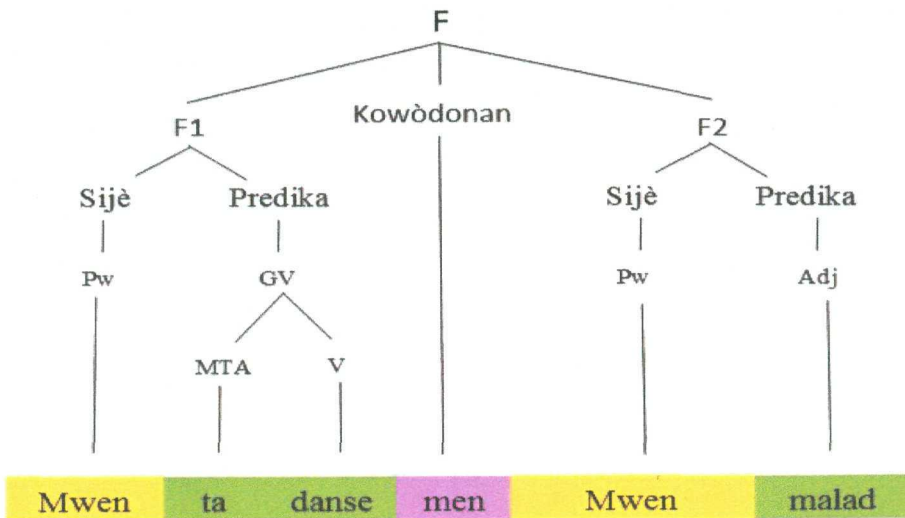 F
F1 Kowòdonan F2
Sijè Predika Sijè Predika
Pw GV Pw Adj
MTA V
Mwen ta danse men Mwen malad